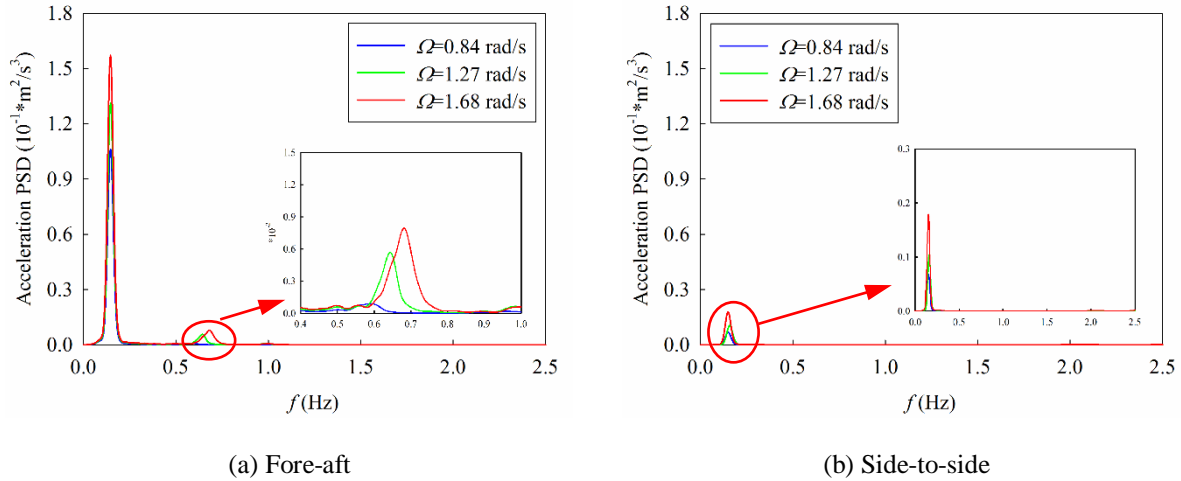 Acceleration PSD (10⁻¹*m²/s³)
1.8
1.5
1.2
0.9
0.6
0.3
0.0
Ω=0.84 rad/s
Ω=1.27 rad/s
Ω=1.68 rad/s
*10⁻²
1.5
1.2
0.9
0.6
0.3
0.0
0.4 0.5 0.6 0.7 0.8 0.9 1.0
0.0 0.5 1.0 1.5 2.0 2.5
f (Hz)
(a) Fore-aft
Acceleration PSD (10⁻¹*m²/s³)
1.8
1.5
1.2
0.9
0.6
0.3
0.0
Ω=0.84 rad/s
Ω=1.27 rad/s
Ω=1.68 rad/s
0.3
0.2
0.1
0.0
0.0 0.5 1.0 1.5 2.0 2.5
0.0 0.5 1.0 1.5 2.0 2.5
f (Hz)
(b) Side-to-side